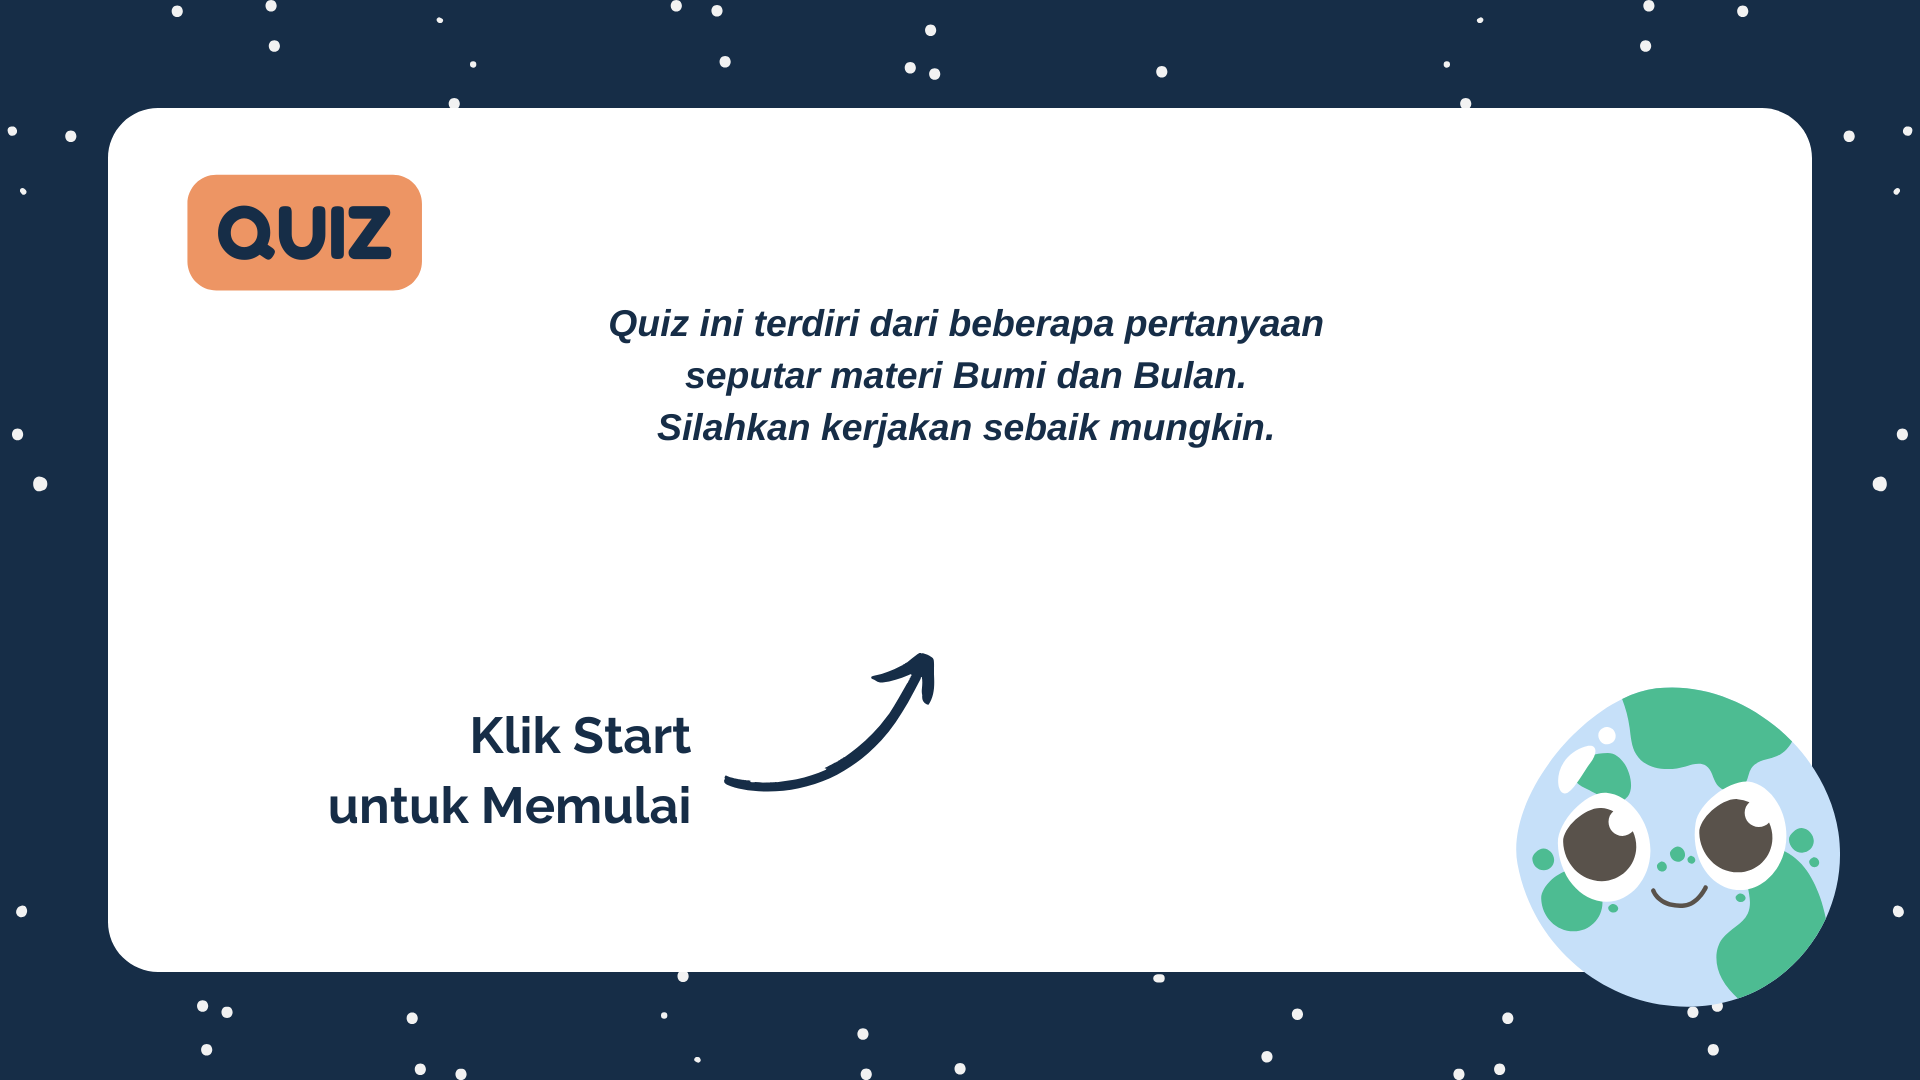 QUIZ
Quiz ini terdiri dari beberapa pertanyaan
seputar materi Bumi dan Bulan.
Silahkan kerjakan sebaik mungkin.
Klik Start
untuk Memulai